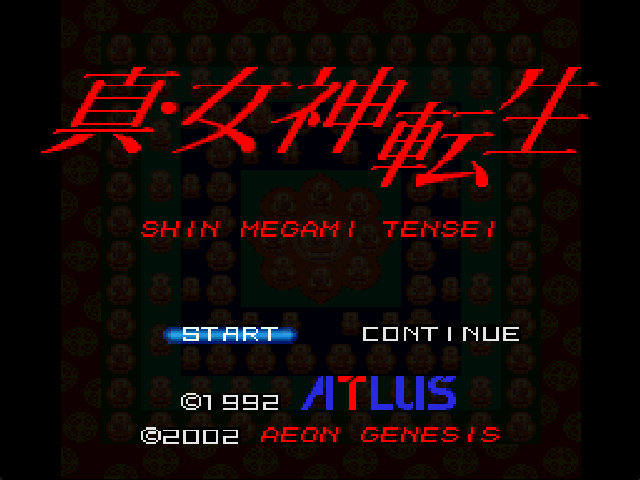 真・女神転生
SHIN MEGAMI TENSEI
START CONTINUE
©1992 ATLUS
©2002 AEON GENESIS